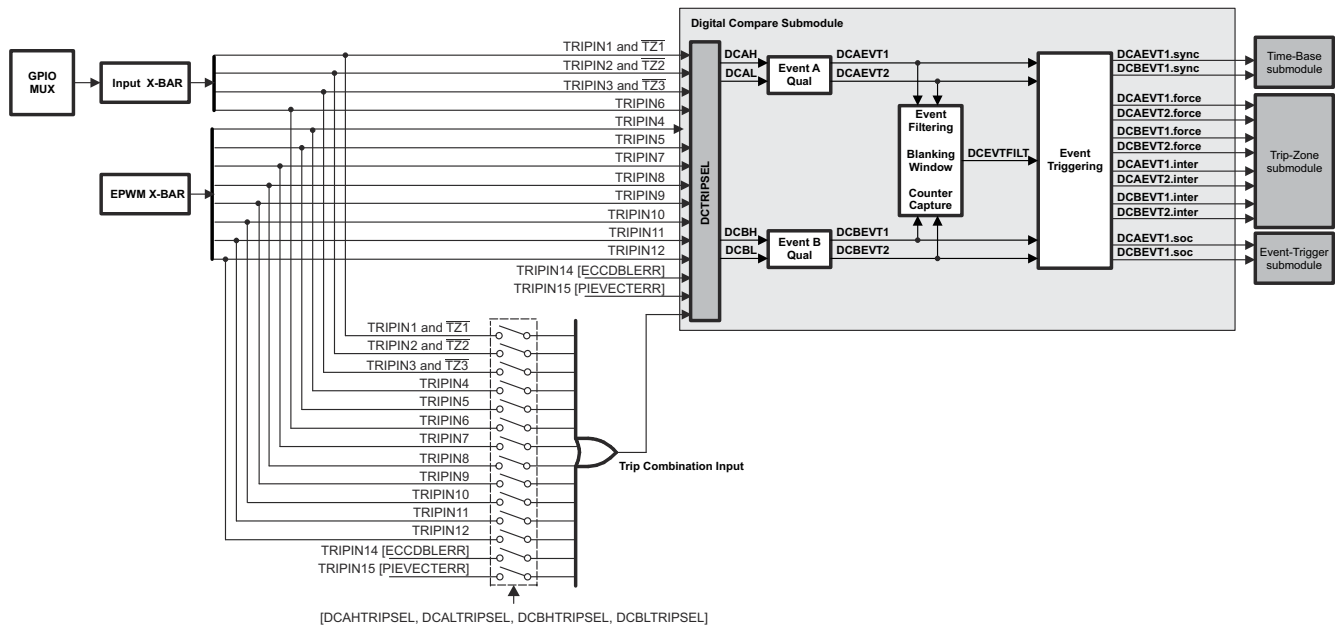 Digital Compare Submodule
GPIO
MUX
Input X-BAR
EPWM X-BAR
TRIPIN1 and TZ1
TRIPIN2 and TZ2
TRIPIN3 and TZ3
TRIPIN6
TRIPIN4
TRIPIN5
TRIPIN7
TRIPIN8
TRIPIN9
TRIPIN10
TRIPIN11
TRIPIN12
TRIPIN14 [ECCDBLERR]
TRIPIN15 [PIEVECTERR]
DCTRIPSEL
DCAH
DCAL
Event A
Qual
DCAEVT1
DCAEVT2
Event
Filtering
Blanking
Window
Counter
Capture
DCEVTFILT
DCBH
DCBL
Event B
Qual
DCBEVT1
DCBEVT2
Event
Triggering
DCAEVT1.sync
DCBEVT1.sync
DCAEVT1.force
DCAEVT2.force
DCBEVT1.force
DCBEVT2.force
DCAEVT1.inter
DCAEVT2.inter
DCBEVT1.inter
DCBEVT2.inter
DCAEVT1.soc
DCBEVT1.soc
Time-Base
submodule
Trip-Zone
submodule
Event-Trigger
submodule
TRIPIN1 and TZ1
TRIPIN2 and TZ2
TRIPIN3 and TZ3
TRIPIN4
TRIPIN5
TRIPIN6
TRIPIN7
TRIPIN8
TRIPIN9
TRIPIN10
TRIPIN11
TRIPIN12
TRIPIN14 [ECCDBLERR]
TRIPIN15 [PIEVECTERR]
Trip Combination Input
[DCAHTRIPSEL, DCALTRIPSEL, DCBHTRIPSEL, DCBLTRIPSEL]